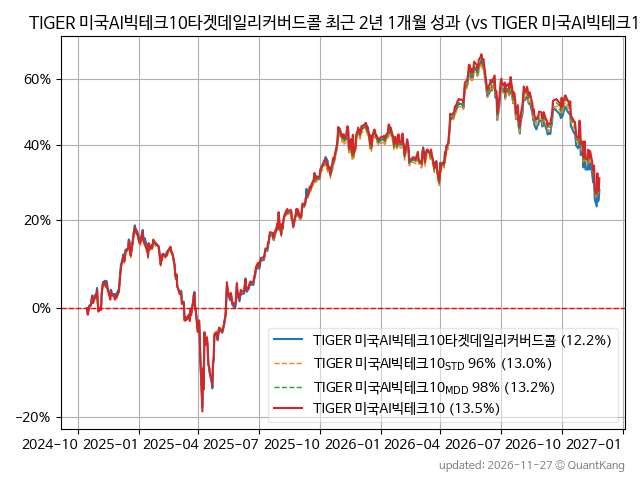 TIGER 미국AI빅테크10타겟데일리커버드콜 최근 2년 1개월 성과 (vs TIGER 미국AI빅테크1
60%
40%
20%
0%
−20%
TIGER 미국AI빅테크10타겟데일리커버드콜 (12.2%)
TIGER 미국AI빅테크10STD 96% (13.0%)
TIGER 미국AI빅테크10MDD 98% (13.2%)
TIGER 미국AI빅테크10 (13.5%)
2024-10 2025-01 2025-04 2025-07 2025-10 2026-01 2026-04 2026-07 2026-10 2027-01
updated: 2026-11-27 © QuantKang